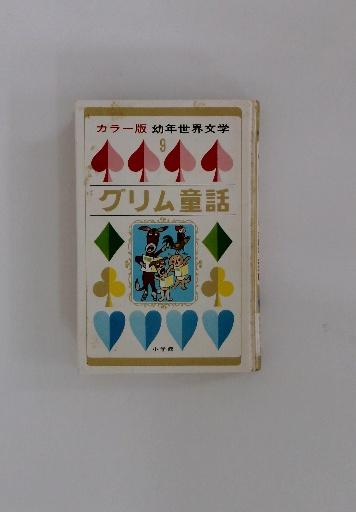 カラー版 幼年世界文学
9
グリム童話
小学館